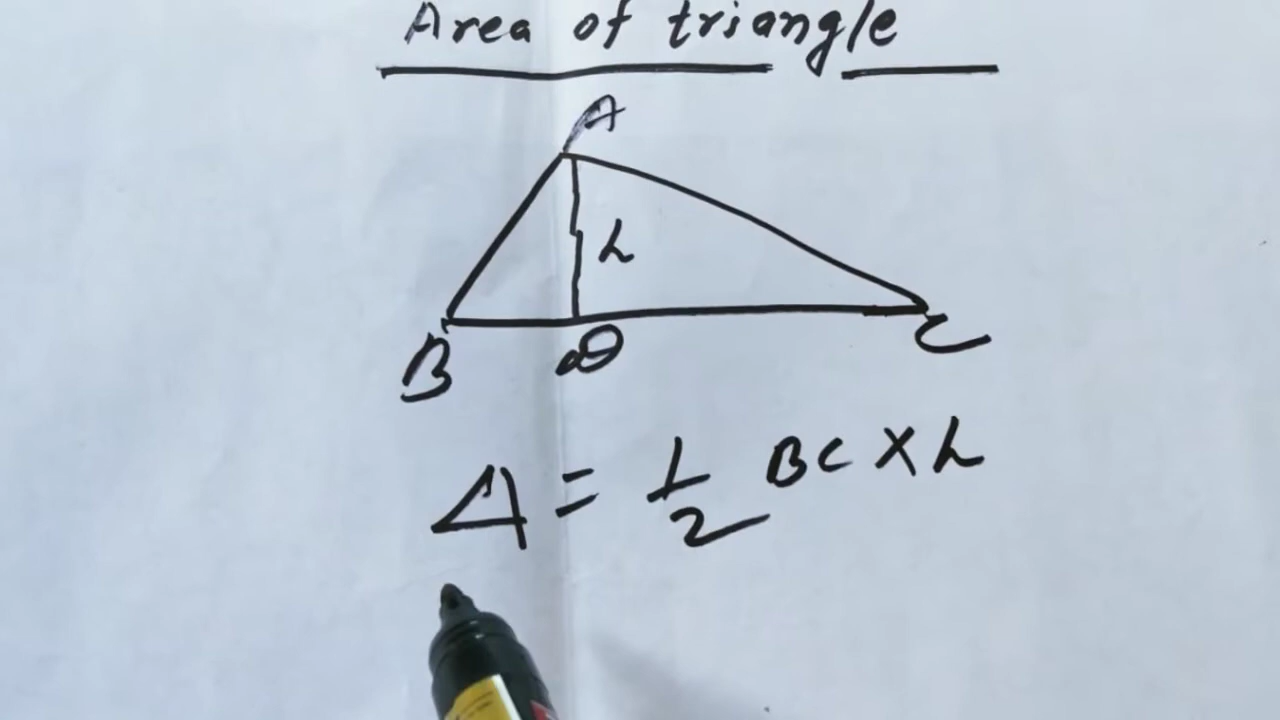 Area of triangle
A
h
B
D
C
Δ = 1/2 BC × h